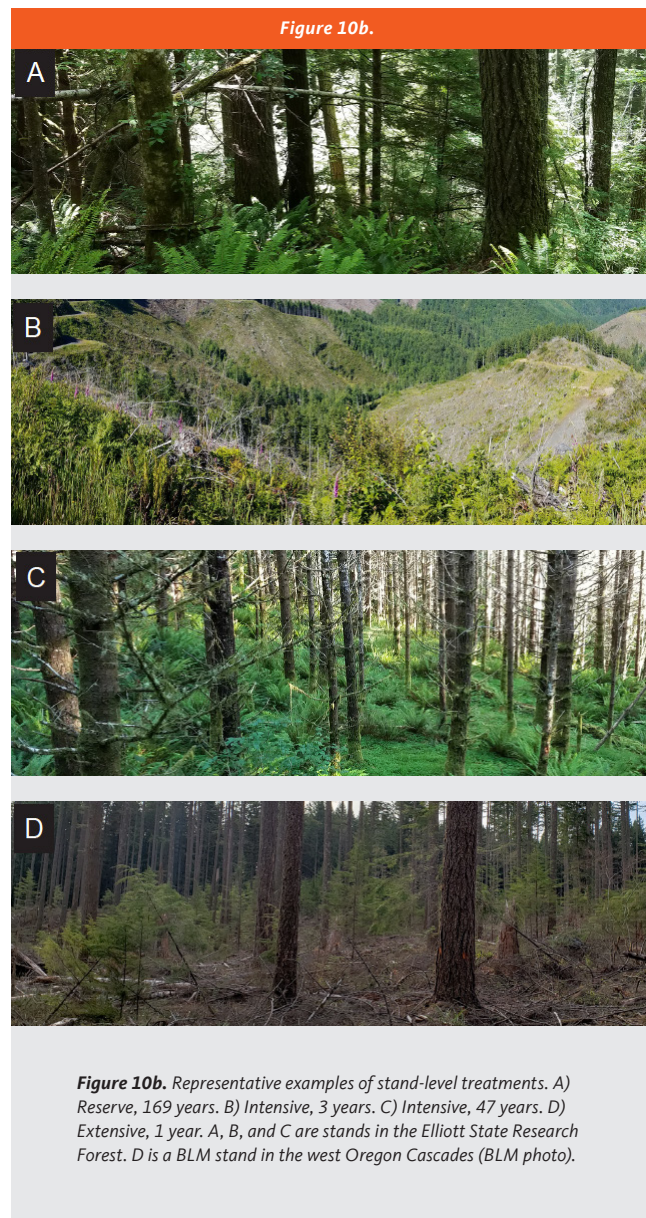 Figure 10b.
A
B
C
D
Figure 10b. Representative examples of stand-level treatments. A)
Reserve, 169 years. B) Intensive, 3 years. C) Intensive, 47 years. D)
Extensive, 1 year. A, B, and C are stands in the Elliott State Research
Forest. D is a BLM stand in the west Oregon Cascades (BLM photo).